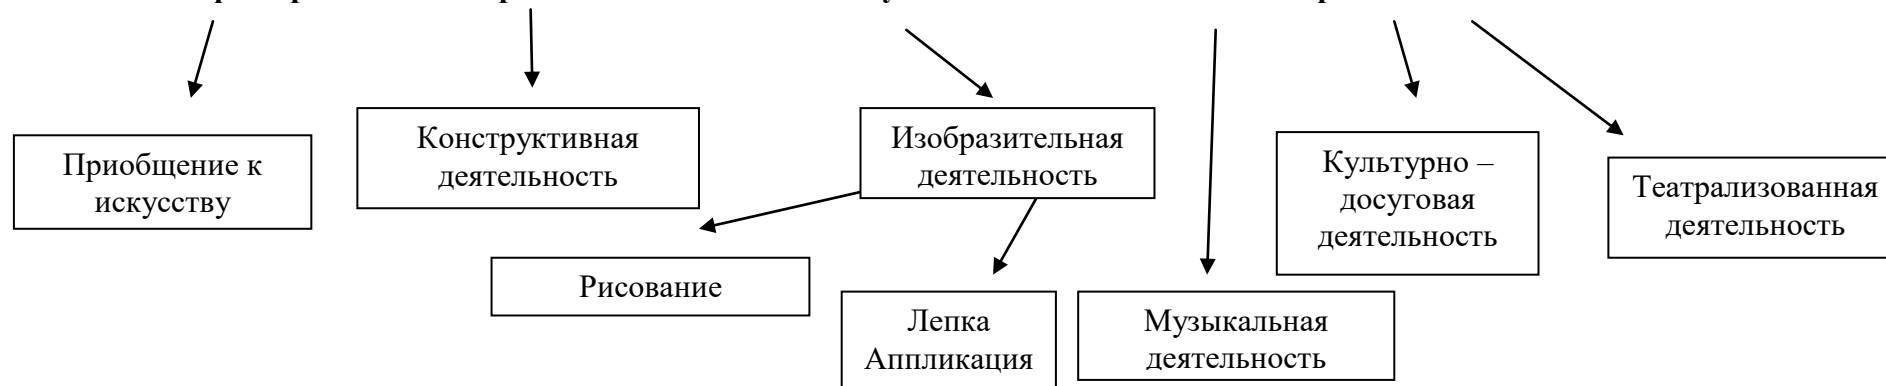 Приобщение к
искусству
Конструктивная
деятельность
Изобразительная
деятельность
Культурно –
досуговая
деятельность
Театрализованная
деятельность
Рисование
Лепка
Аппликация
Музыкальная
деятельность